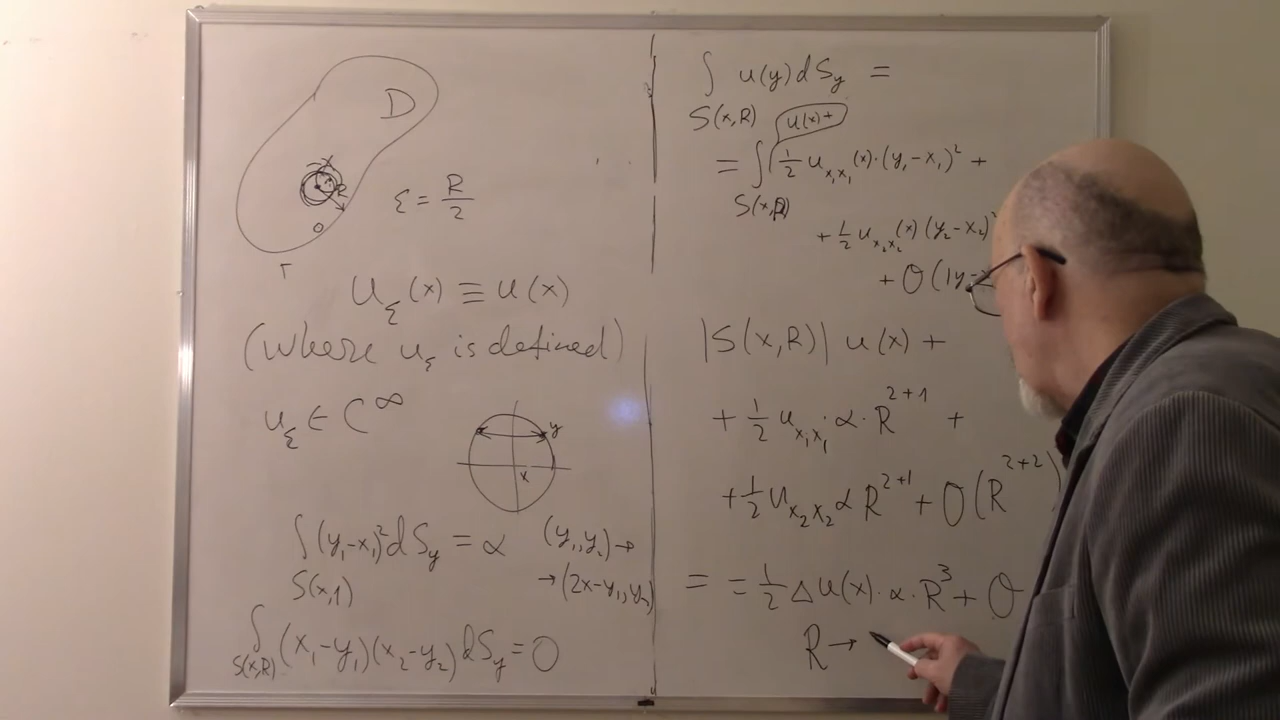 D
x
R
ε = R/2
0
Γ
u_ε(x) ≡ u(x)
(where u_ε is defined)
u_ε ∈ C^∞
y
x
∫_{S(x,1)} (y₁-x₁)² dS_y = α
(y₁,y₂) →
→ (2x-y₁,y₂)
∫_{S(x,R)} (x₁-y₁)(x₂-y₂) dS_y = 0
∫_{S(x,R)} u(y) dS_y =
u(x)+
= ∫_{S(x,R)} (½ u_{x₁x₁}(x)·(y₁-x₁)² +
+ ½ u_{x₂x₂}(x)(y₂-x₂)²
+ O(|y-
|S(x,R)| u(x) +
+ ½ u_{x₁x₁}·α·R^{2+1} +
+ ½ u_{x₂x₂} α R^{2+1} + O(R^{2+2})
= = ½ Δu(x)·α·R³ + O
R →